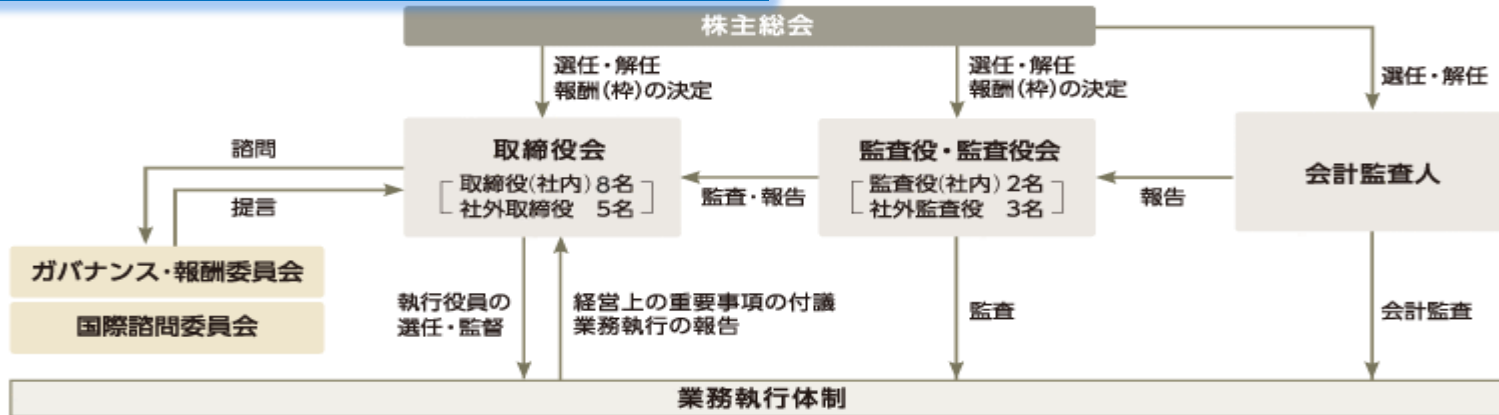 株主総会
選任・解任
報酬(枠)の決定
選任・解任
報酬(枠)の決定
選任・解任
取締役会
取締役(社内)8名
社外取締役 5名
監査役・監査役会
監査役(社内)2名
社外監査役 3名
会計監査人
諮問
提言
監査・報告
報告
ガバナンス・報酬委員会
国際諮問委員会
執行役員の
選任・監督
経営上の重要事項の付議
業務執行の報告
監査
会計監査
業務執行体制